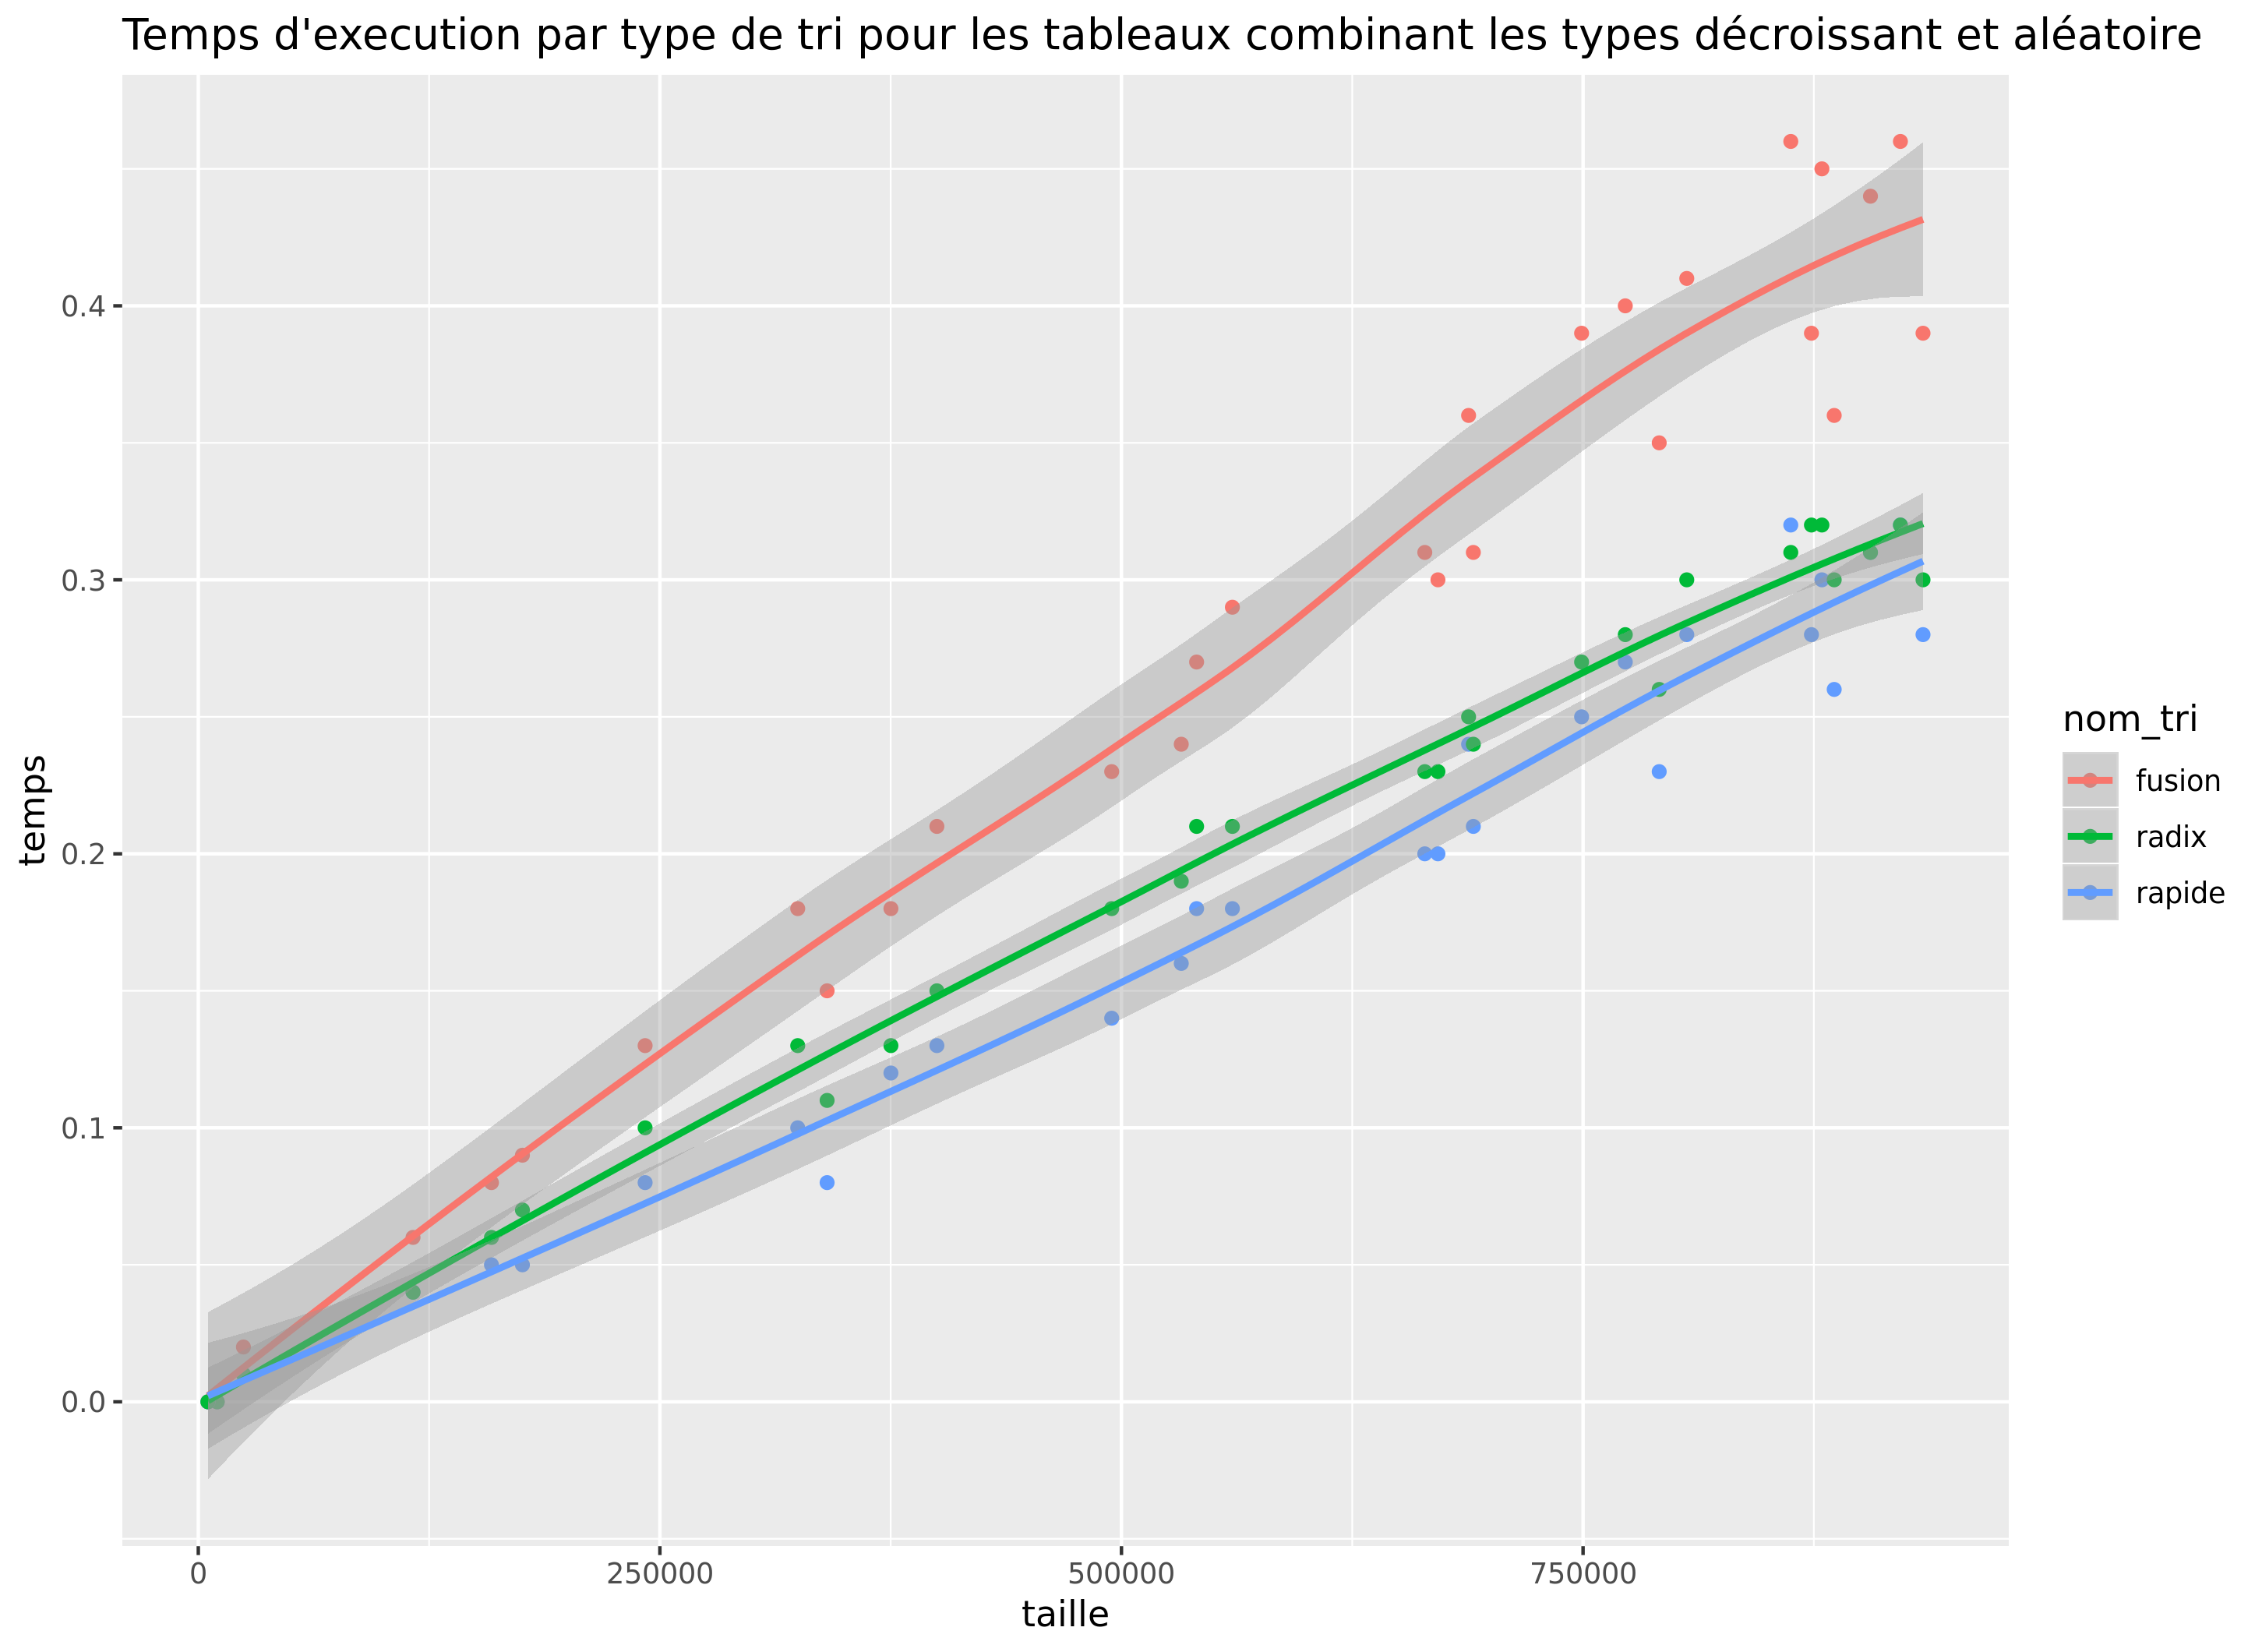 Temps d'execution par type de tri pour les tableaux combinant les types décroissant et aléatoire
temps
0.4
0.3
0.2
0.1
0.0
0 250000 500000 750000
taille
nom_tri
fusion
radix
rapide